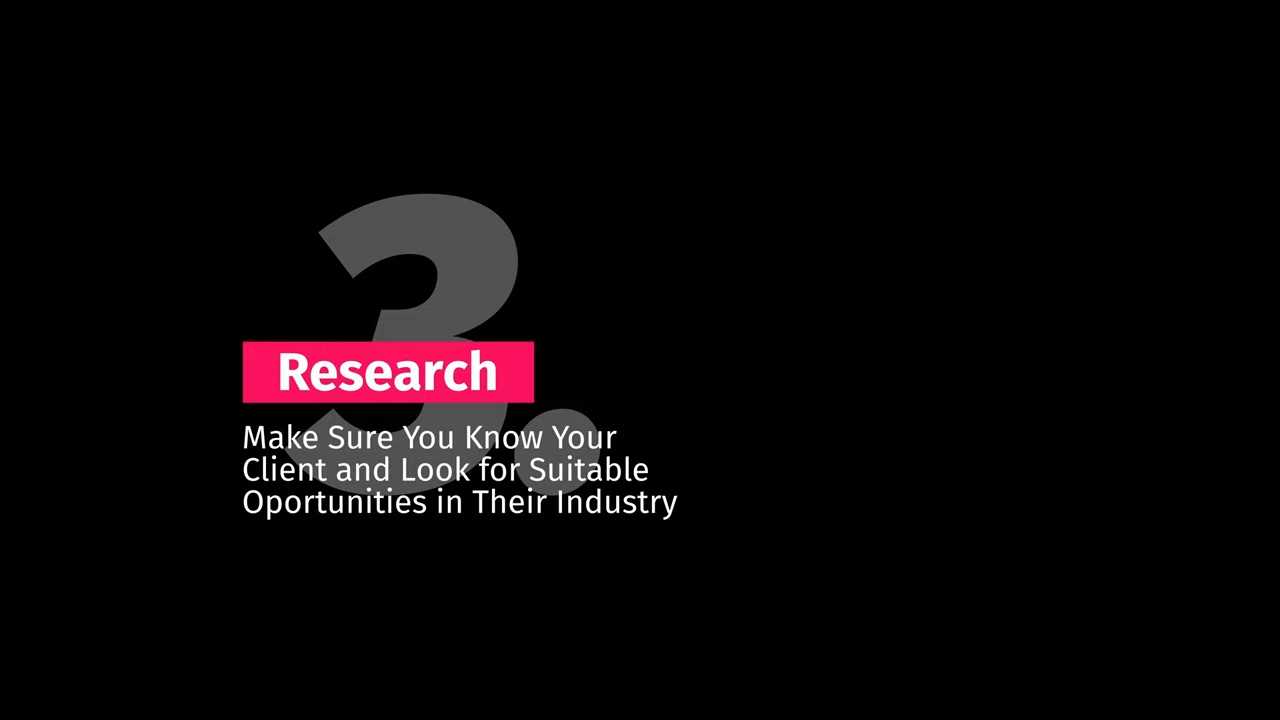 3.
Research
Make Sure You Know Your
Client and Look for Suitable
Oportunities in Their Industry